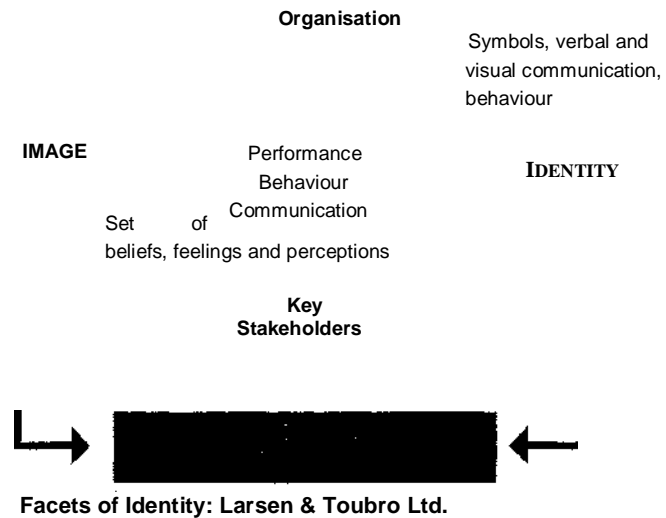 Organisation
Symbols, verbal and
visual communication,
behaviour
IMAGE
Performance
IDENTITY
Behaviour
Communication
Set of
beliefs, feelings and perceptions
Key
Stakeholders
Facets of Identity: Larsen & Toubro Ltd.